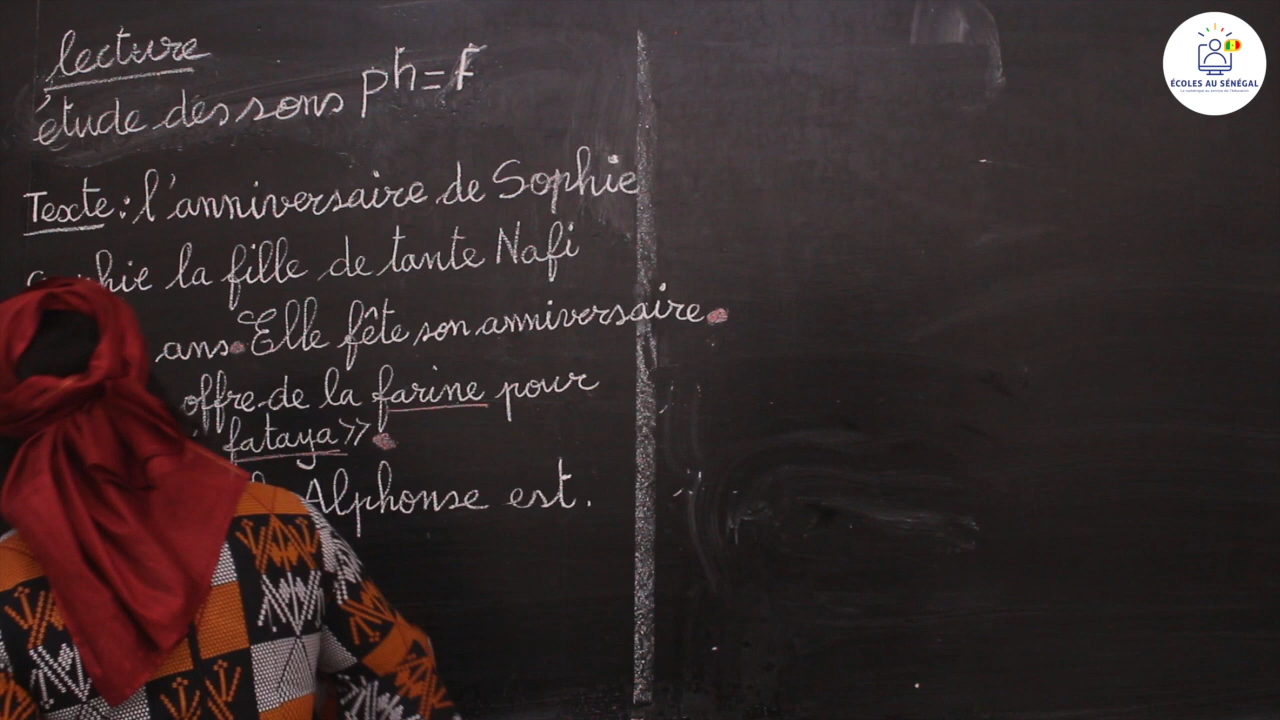 lecture
étude des sons ph=f
Texte : l'anniversaire de Sophie
la fille de tante Nafi
ans. Elle fête son anniversaire.
offre de la farine pour
fataya».
Alphonse est.
ÉCOLES AU SÉNÉGAL